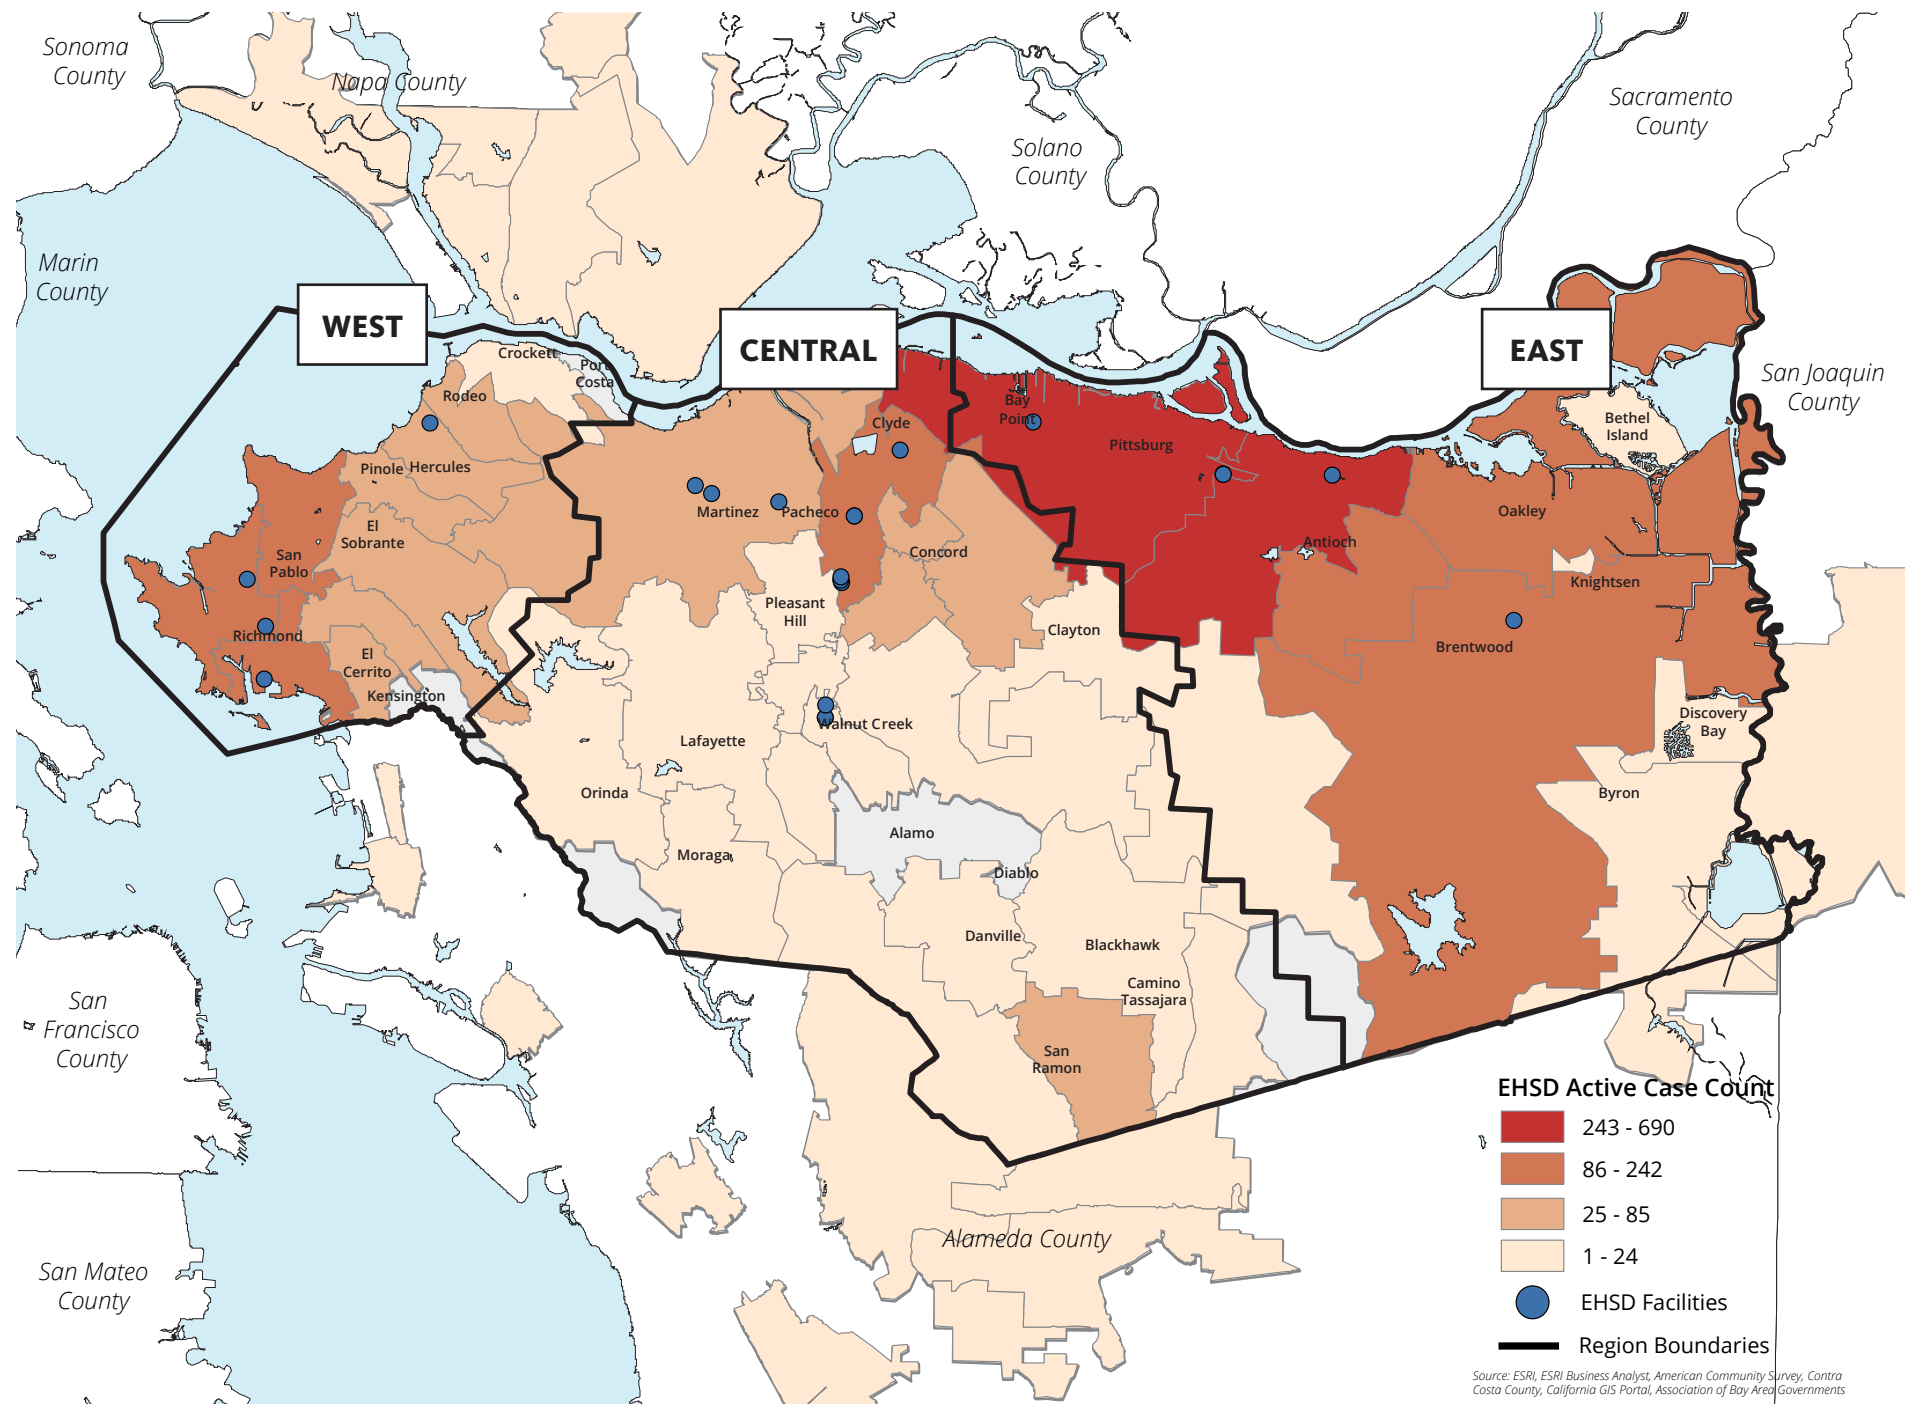 Sonoma
County
Napa County
Sacramento
County
Solano
County
Marin
County
WEST
CENTRAL
EAST
San Joaquin
County
Crockett
Port
Costa
Rodeo
Bay
Point
Clyde
Pittsburg
Bethel
Island
Pinole
Hercules
El
Sobrante
Martinez
Pacheco
Concord
Antioch
Oakley
San
Pablo
Knightsen
Richmond
Pleasant
Hill
Clayton
Brentwood
El
Cerrito
Kensington
Walnut Creek
Lafayette
Discovery
Bay
Orinda
Byron
Alamo
Moraga
Diablo
Danville
Blackhawk
Camino
Tassajara
San
Ramon
San
Francisco
County
San Mateo
County
Alameda County
EHSD Active Case Count
243 - 690
86 - 242
25 - 85
1 - 24
EHSD Facilities
Region Boundaries
Source: ESRI, ESRI Business Analyst, American Community Survey, Contra
Costa County, California GIS Portal, Association of Bay Area Governments